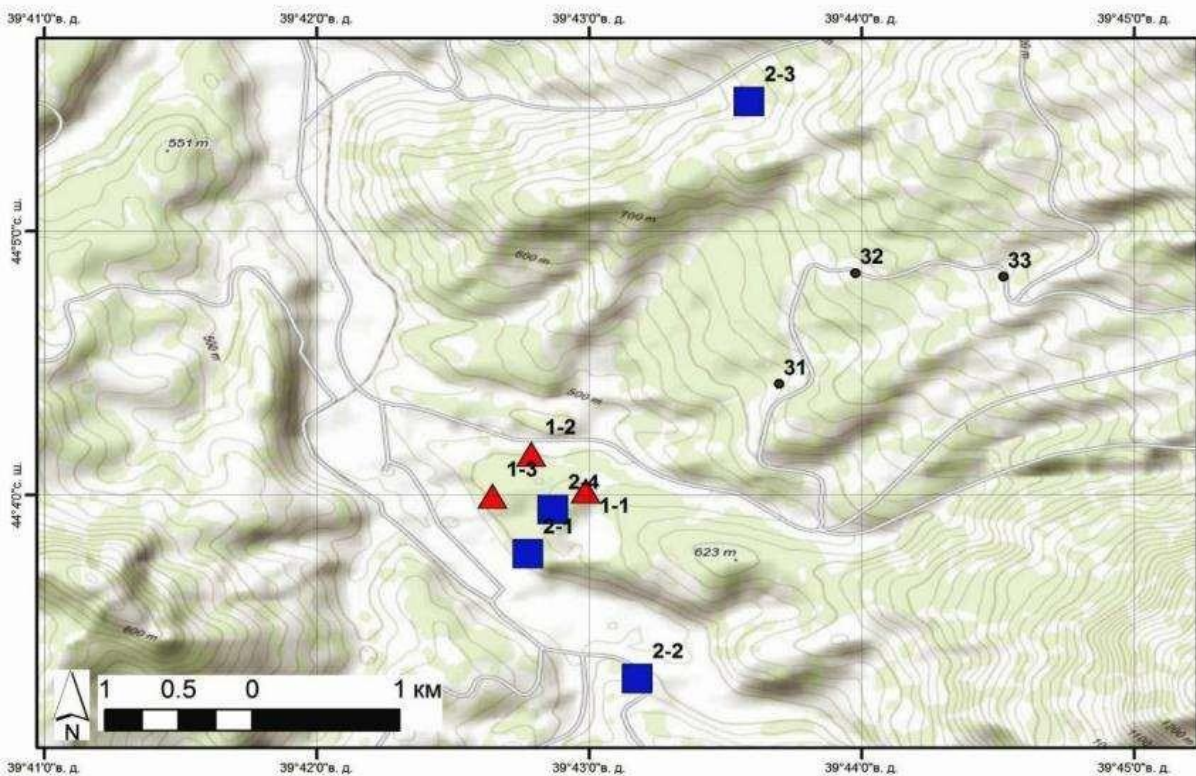 39°41'0"в. д.
39°42'0"в. д.
39°43'0"в. д.
39°44'0"в. д.
39°45'0"в. д.
2-3
551 m
700 m
44°5'0"с. ш.
600 m
32
33
500 m
31
500 m
1-2
1-3
2-4
44°4'0"с. ш.
1-1
2-1
623 m
600 m
2-2
1 0.5 0 1 км
N
39°41'0"в. д.
39°42'0"в. д.
39°43'0"в. д.
39°44'0"в. д.
39°45'0"в. д.